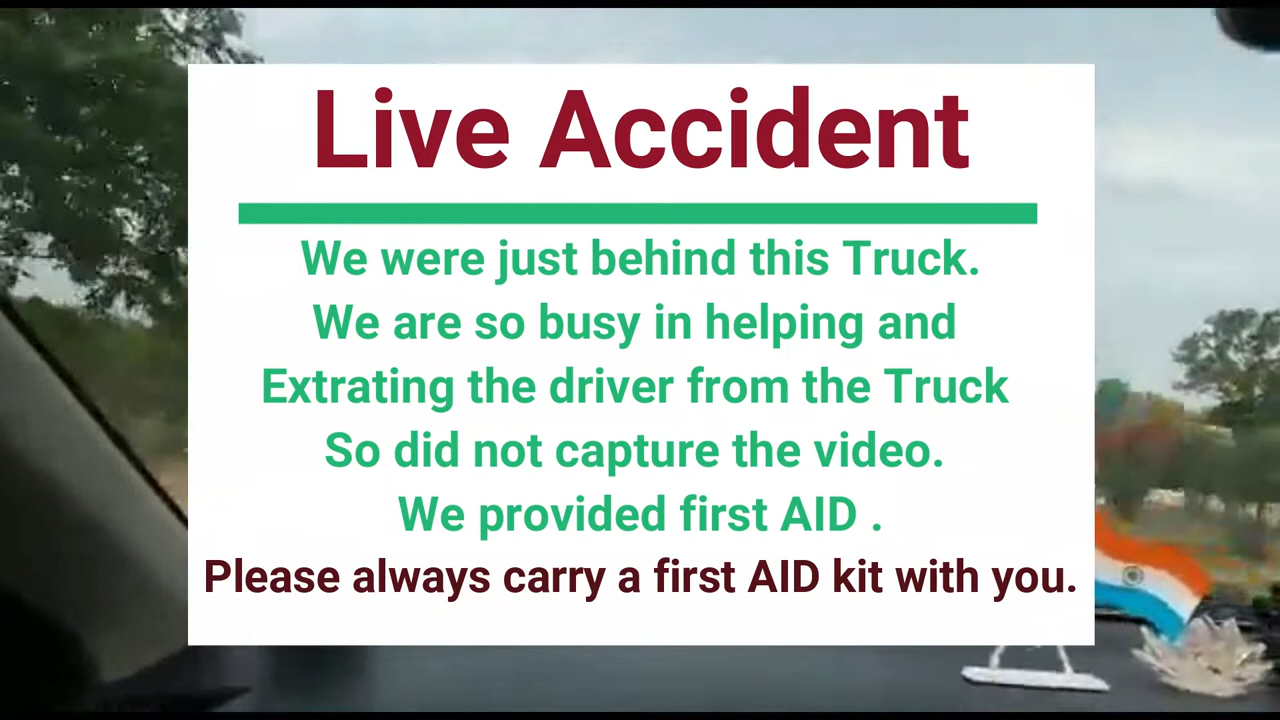 Live Accident
We were just behind this Truck.
We are so busy in helping and
Extrating the driver from the Truck
So did not capture the video.
We provided first AID .
Please always carry a first AID kit with you.